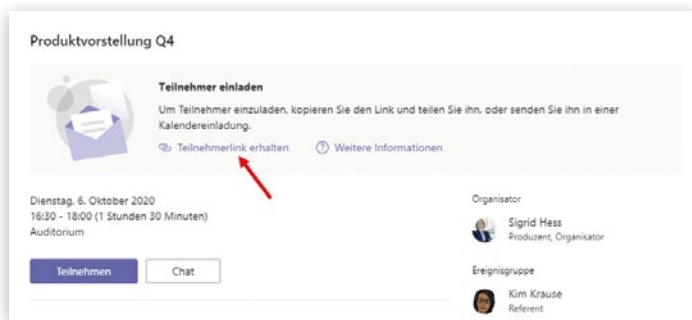 Produktvorstellung Q4
Teilnehmer einladen
Um Teilnehmer einzuladen, kopieren Sie den Link und teilen Sie ihn, oder senden Sie ihn in einer
Kalendereinladung.
Teilnehmerlink erhalten
Weitere Informationen
Dienstag, 6. Oktober 2020
16:30 - 18:00 (1 Stunden 30 Minuten)
Auditorium
Teilnehmen
Chat
Organisator
Sigrid Hess
Produzent, Organisator
Ereignisgruppe
Kim Krause
Referent